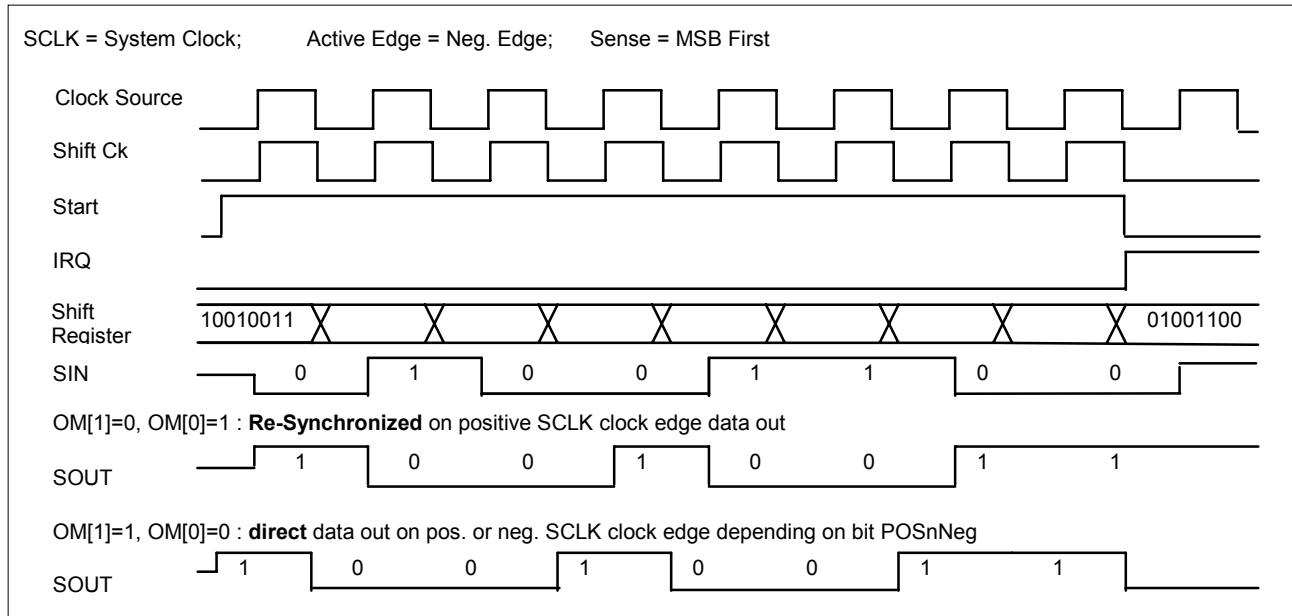 SCLK = System Clock; Active Edge = Neg. Edge; Sense = MSB First
Clock Source
Shift Ck
Start
IRQ
Shift
Register
10010011 01001100
SIN 0 1 0 0 1 1 0 0
OM[1]=0, OM[0]=1 : Re-Synchronized on positive SCLK clock edge data out
SOUT 1 0 0 1 0 0 1 1
OM[1]=1, OM[0]=0 : direct data out on pos. or neg. SCLK clock edge depending on bit POSnNeg
SOUT 1 0 0 1 0 0 1 1